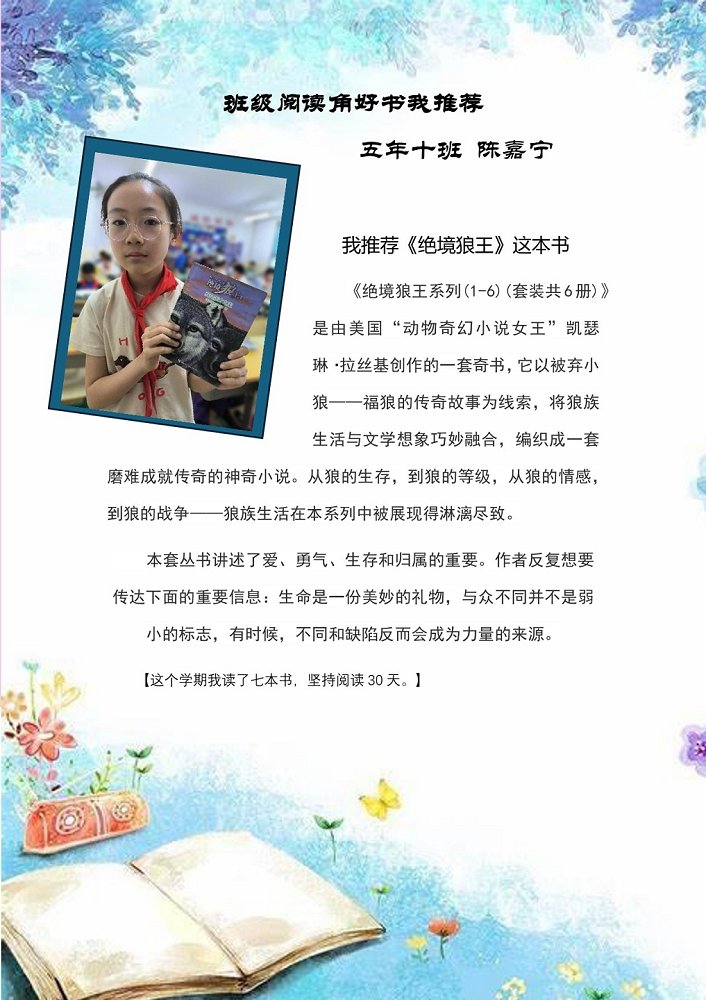 班级阅读角好书我推荐
五年十班 陈嘉宁
我推荐《绝境狼王》这本书
《绝境狼王系列(1-6)(套装共6册)》
是由美国“动物奇幻小说女王”凯瑟
琳·拉丝基创作的一套奇书,它以被弃小
狼——福狼的传奇故事为线索，将狼族
生活与文学想象巧妙融合，编织成一套
磨难成就传奇的神奇小说。从狼的生存，到狼的等级，从狼的情感，
到狼的战争——狼族生活在本系列中被展现得淋漓尽致。
本套丛书讲述了爱、勇气、生存和归属的重要。作者反复想要
传达下面的重要信息：生命是一份美妙的礼物，与众不同并不是弱
小的标志，有时候，不同和缺陷反而会成为力量的来源。
【这个学期我读了七本书，坚持阅读30天。】
绝境狼王